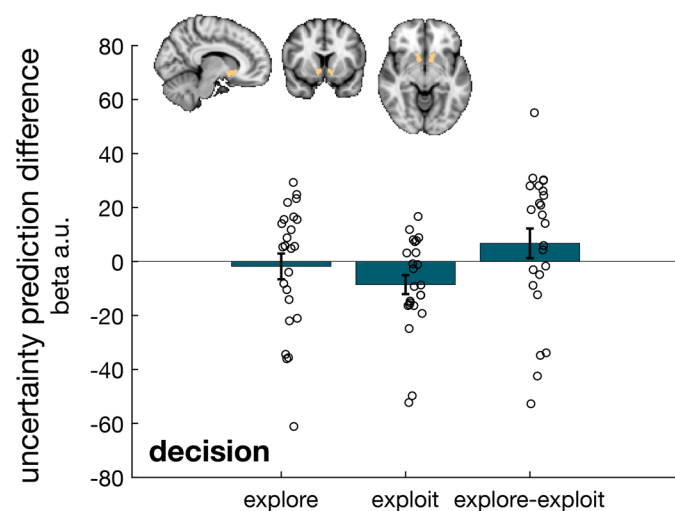 uncertainty prediction difference
beta a.u.
80
60
40
20
0
-20
-40
-60
-80
decision
explore
exploit
explore-exploit